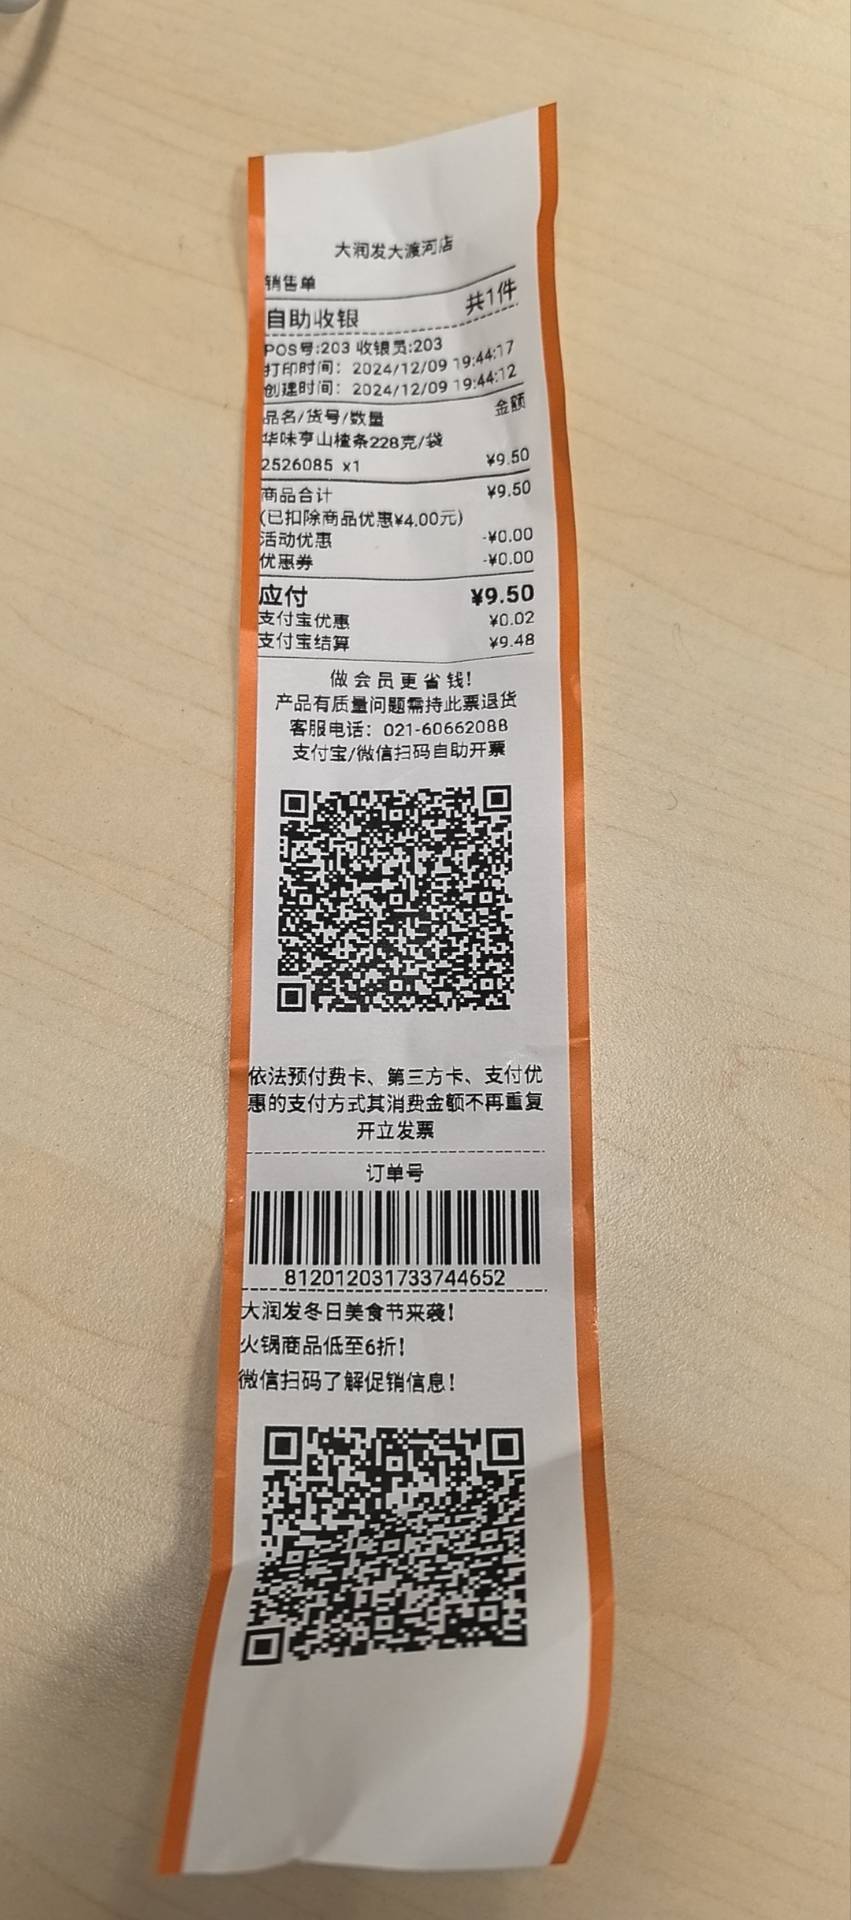 大润发大渡河店
销售单
自助收银 共1件
POS号:203 收银员:203
打印时间：2024/12/09 19:44:17
创建时间：2024/12/09 19:44:12
品名/货号/数量 金额
华味亨山楂条228克/袋
2526085 x1 ¥9.50
商品合计 ¥9.50
(已扣除商品优惠¥4.00元)
活动优惠 -¥0.00
优惠券 -¥0.00
应付 ¥9.50
支付宝优惠 ¥0.02
支付宝结算 ¥9.48
做会员更省钱!
产品有质量问题需持此票退货
客服电话：021-60662088
支付宝/微信扫码自助开票
依法预付费卡、第三方卡、支付优
惠的支付方式其消费金额不再重复
开立发票
订单号
812012031733744652
大润发冬日美食节来袭!
火锅商品低至6折!
微信扫码了解促销信息!